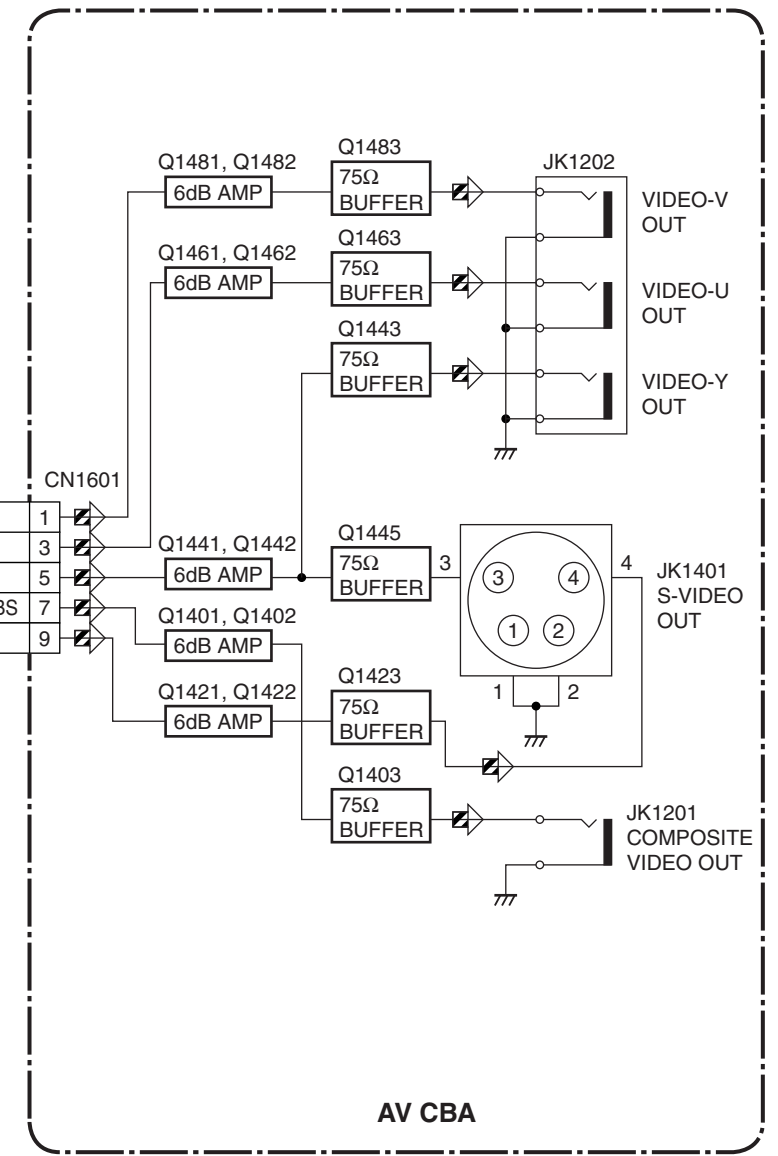 Q1483
Q1481, Q1482
75Ω
JK1202
6dB AMP
BUFFER
VIDEO-V
OUT
Q1463
Q1461, Q1462
75Ω
6dB AMP
BUFFER
VIDEO-U
OUT
Q1443
75Ω
BUFFER
VIDEO-Y
OUT
CN1601
1
3
5
7
9
Q1441, Q1442
6dB AMP
Q1445
75Ω
BUFFER
3
3
4
1
2
4
1
2
JK1401
S-VIDEO
OUT
Q1401, Q1402
6dB AMP
Q1421, Q1422
6dB AMP
Q1423
75Ω
BUFFER
Q1403
75Ω
BUFFER
JK1201
COMPOSITE
VIDEO OUT
AV CBA